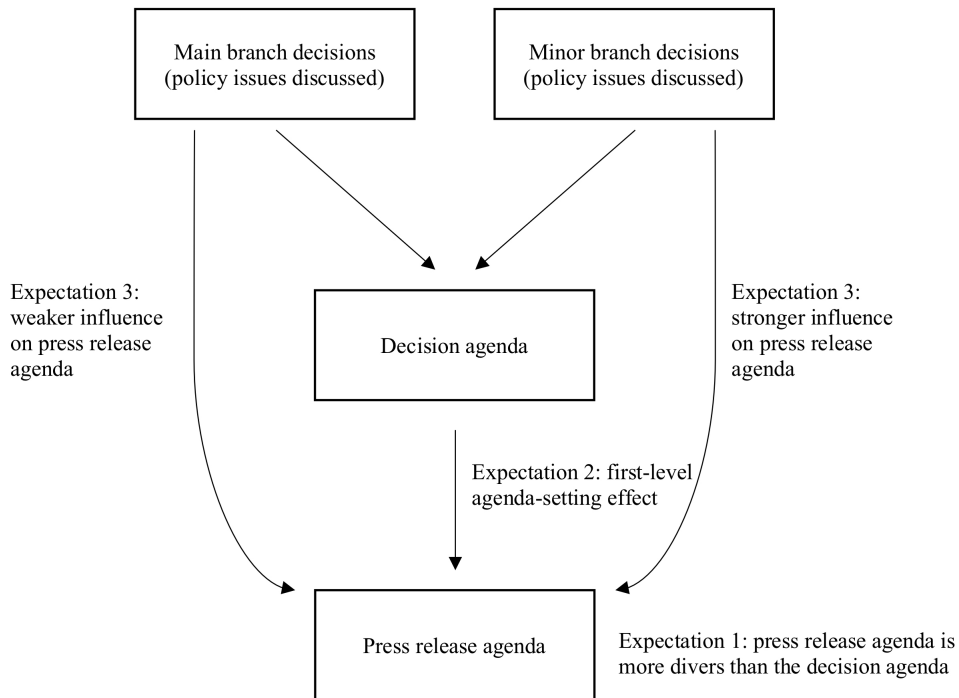 Main branch decisions
(policy issues discussed)
Minor branch decisions
(policy issues discussed)
Expectation 3:
weaker influence
on press release
agenda
Decision agenda
Expectation 3:
stronger influence
on press release
agenda
Expectation 2: first-level
agenda-setting effect
Press release agenda
Expectation 1: press release agenda is
more divers than the decision agenda